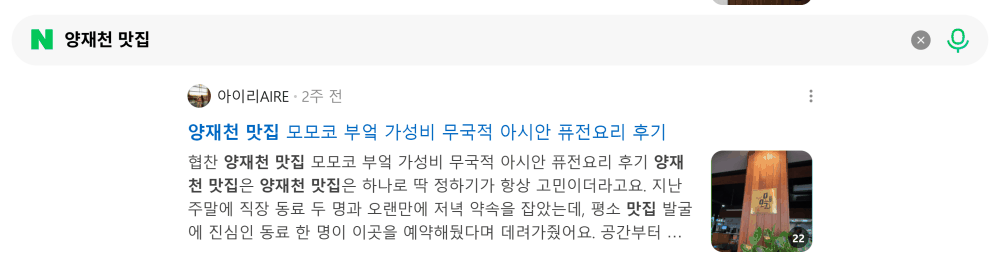 N 양재천 맛집
아이리AIRE · 2주 전
양재천 맛집 모모코 부엌 가성비 무국적 아시안 퓨전요리 후기
협찬 양재천 맛집 모모코 부엌 가성비 무국적 아시안 퓨전요리 후기 양재
천 맛집은 양재천 맛집은 하나로 딱 정하기가 항상 고민이더라고요. 지난
주말에 직장 동료 두 명과 오랜만에 저녁 약속을 잡았는데, 평소 맛집 발굴
에 진심인 동료 한 명이 이곳을 예약해뒀다며 데려가줬어요. 공간부터 ...
22